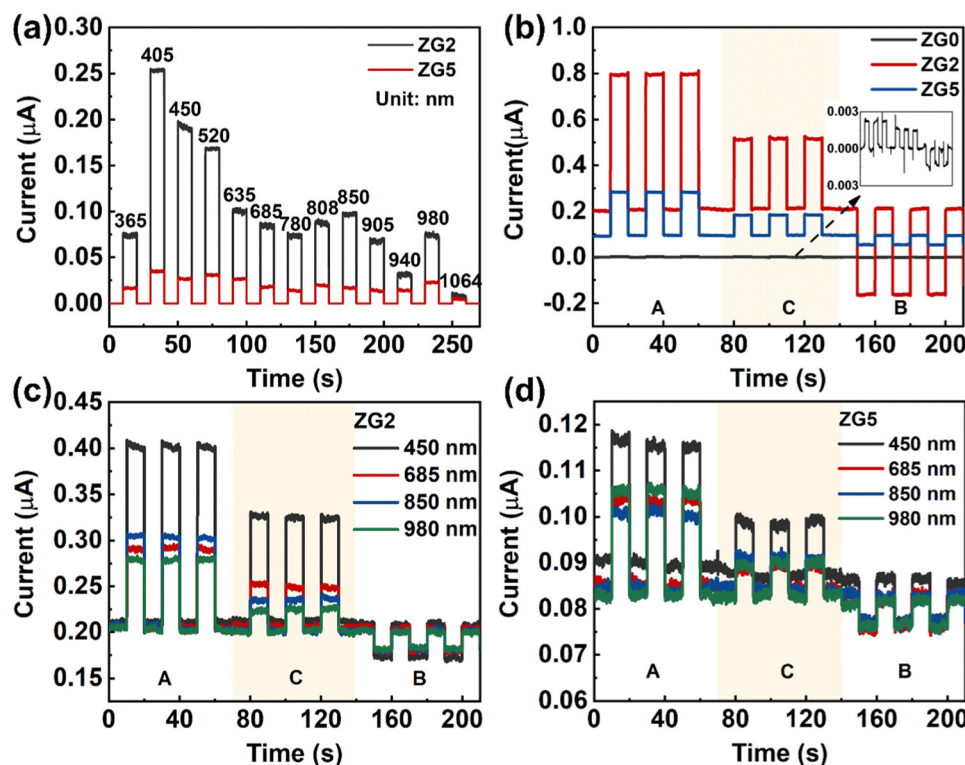 (a)
0.30
0.25
0.20
0.15
0.10
0.05
0.00
Current (μA)
ZG2
ZG5
Unit: nm
365
405
450
520
635
685
780
808
850
905
940
980
1064
0 50 100 150 200 250
Time (s)
(b)
1.0
0.8
0.6
0.4
0.2
0.0
-0.2
Current(μA)
ZG0
ZG2
ZG5
0.003
0.000
0.003
A
C
B
0 40 80 120 160 200
Time (s)
(c)
0.45
0.40
0.35
0.30
0.25
0.20
0.15
Current (μA)
ZG2
450 nm
685 nm
850 nm
980 nm
A
C
B
0 40 80 120 160 200
Time (s)
(d)
0.12
0.11
0.10
0.09
0.08
0.07
0.06
Current (μA)
ZG5
450 nm
685 nm
850 nm
980 nm
A
C
B
0 40 80 120 160 200
Time (s)